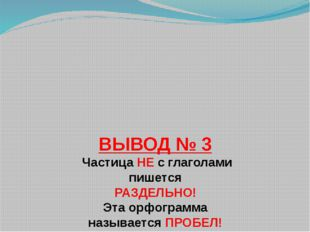 ВЫВОД № 3
Частица НЕ с глаголами
пишется
РАЗДЕЛЬНО!
Эта орфограмма
называется ПРОБЕЛ!